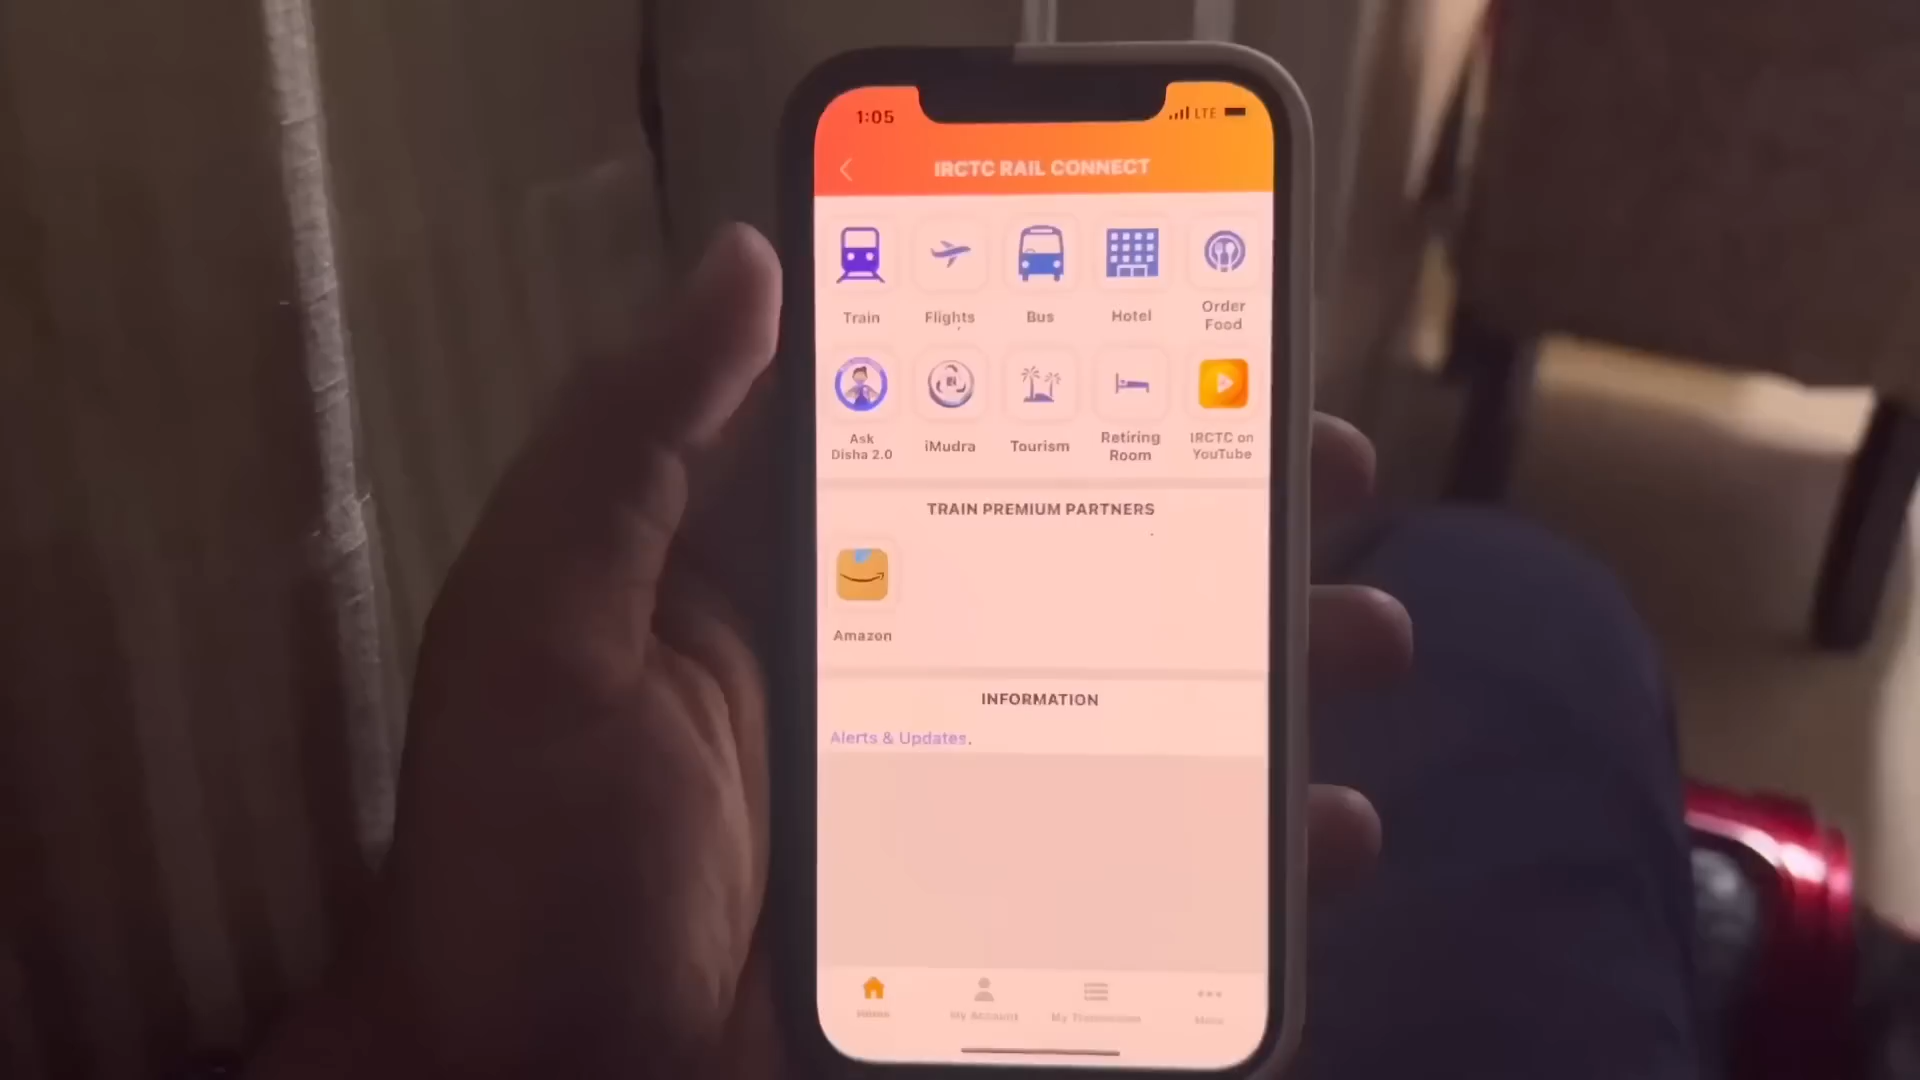 1:05
LTE
IRCTC RAIL CONNECT
Train
Flights
Bus
Hotel
Order
Food
Ask
Disha 2.0
iMudra
Tourism
Retiring
Room
IRCTC on
YouTube
TRAIN PREMIUM PARTNERS
Amazon
INFORMATION
Alerts & Updates.
Home
My Account
My Transaction
More